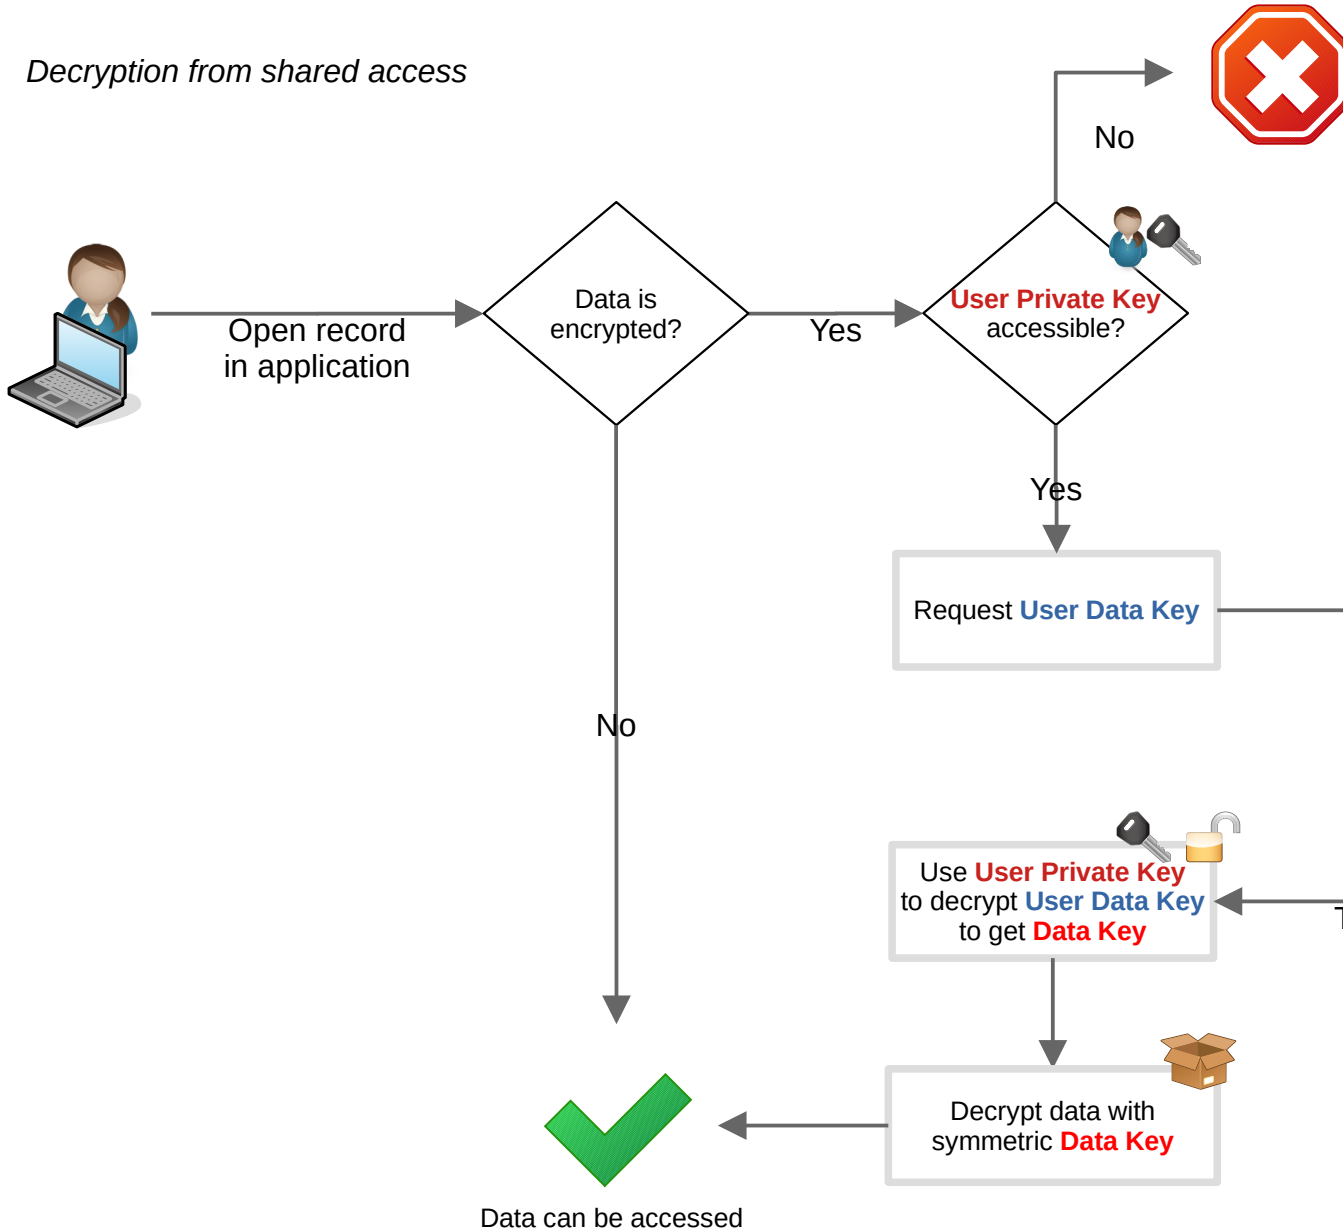 Decryption from shared access
No
Open record
in application
Data is
encrypted?
Yes
User Private Key
accessible?
Yes
Request User Data Key
No
Use User Private Key
to decrypt User Data Key
to get Data Key
Decrypt data with
symmetric Data Key
Data can be accessed